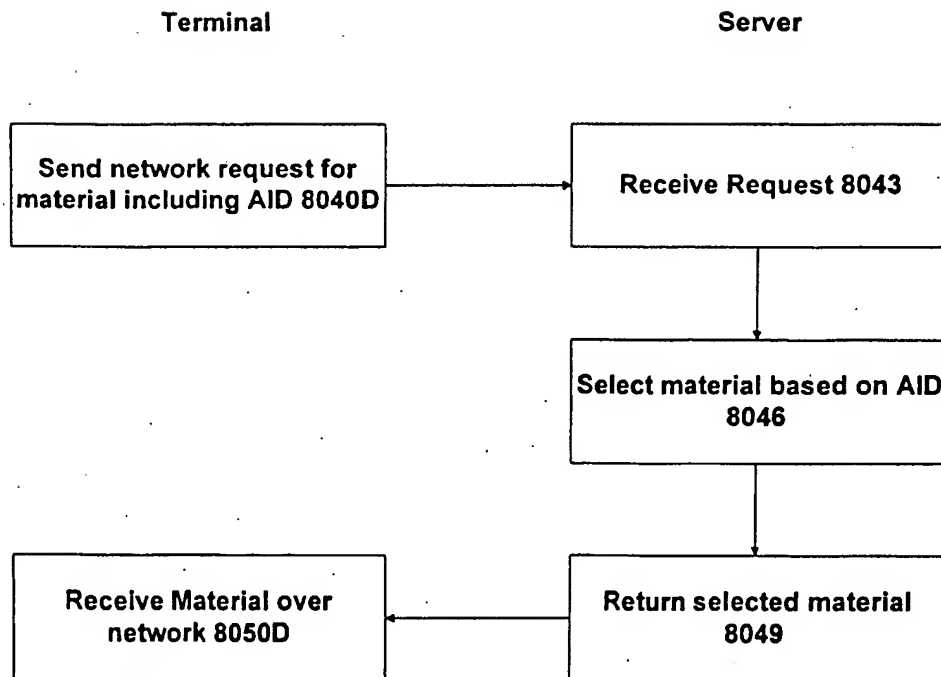 Terminal
Server
Send network request for
material including AID 8040D
Receive Request 8043
Select material based on AID
8046
Receive Material over
network 8050D
Return selected material
8049